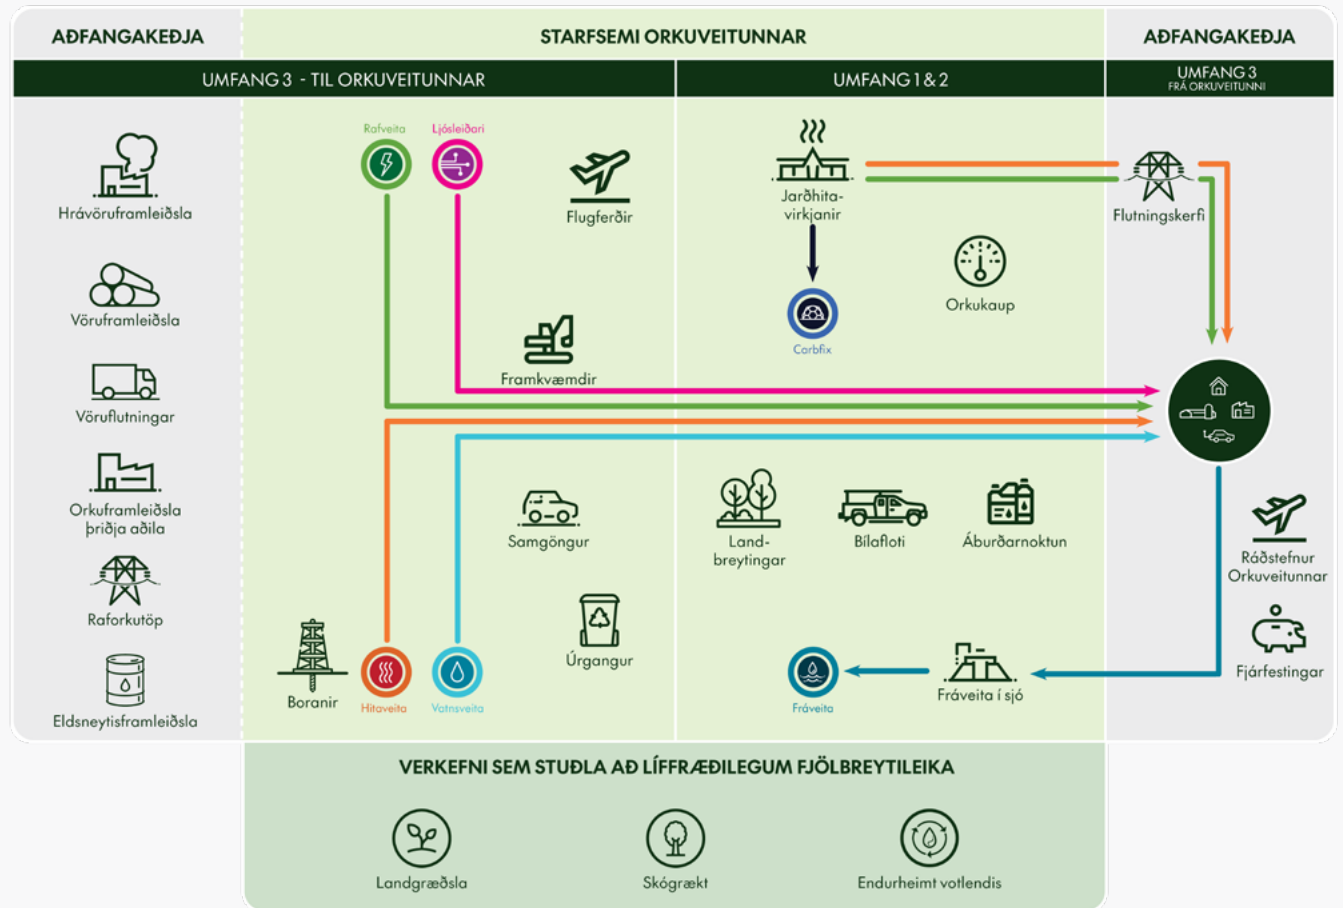 AÐFANGAKEÐJA
STARFSEMI ORKUVEITUNNAR
AÐFANGAKEÐJA
UMFANG 3 - TIL ORKUVEITUNNAR
UMFANG 1 & 2
UMFANG 3
FRÁ ORKUVEITUNNI
Hrávöruframleiðsla
Vöruframleiðsla
Vöruflutningar
Orkuframleiðsla
þriðja aðila
Raforkutöp
Eldsneytisframleiðsla
Rafveita
Ljósleiðari
Flugferðir
Framkvæmdir
Samgöngur
Úrgangur
Boranir
Hitaveita
Vatnsveita
Jarðhita-
virkjanir
Carbfix
Orkukaup
Land-
breytingar
Bílafloti
Áburðarnoktun
Fráveita
Fráveita í sjó
Flutningskerfi
Ráðstefnur
Orkuveitunnar
Fjárfestingar
VERKEFNI SEM STUÐLA AÐ LÍFFRÆÐILEGUM FJÖLBREYTILEIKA
Landgræðsla
Skógrækt
Endurheimt votlendis